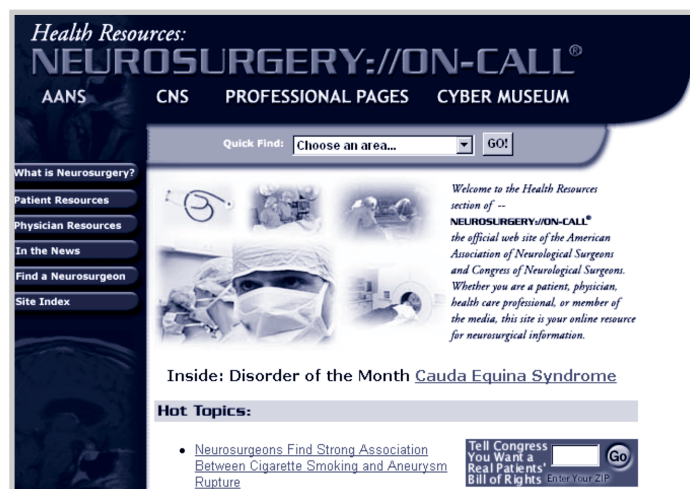 Health Resources:
NEUROSURGERY://ON-CALL®
AANS CNS PROFESSIONAL PAGES CYBER MUSEUM
Quick Find: Choose an area... GO!
What is Neurosurgery?
Patient Resources
Physician Resources
In the News
Find a Neurosurgeon
Site Index
Welcome to the Health Resources
section of --
NEUROSURGERY://ON-CALL®
the official web site of the American
Association of Neurological Surgeons
and Congress of Neurological Surgeons.
Whether you are a patient, physician,
health care professional, or member of
the media, this site is your online resource
for neurosurgical information.
Inside: Disorder of the Month Cauda Equina Syndrome
Hot Topics:
• Neurosurgeons Find Strong Association
Between Cigarette Smoking and Aneurysm
Rupture
Tell Congress
You Want a
Real Patients'
Bill of Rights
Enter Your ZIP
Go